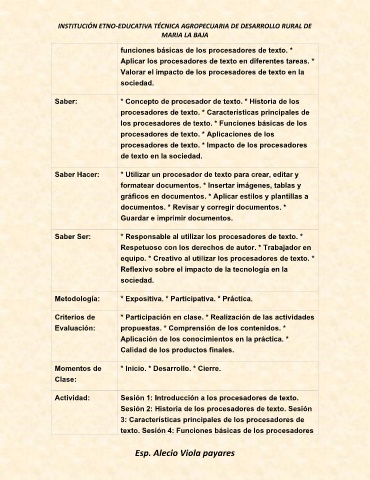 INSTITUCIÓN ETNO-EDUCATIVA TÉCNICA AGROPECUARIA DE DESARROLLO RURAL DE
MARIA LA BAJA
funciones básicas de los procesadores de texto. *
Aplicar los procesadores de texto en diferentes tareas. *
Valorar el impacto de los procesadores de texto en la
sociedad.
Saber:
* Concepto de procesador de texto. * Historia de los
procesadores de texto. * Características principales de
los procesadores de texto. * Funciones básicas de los
procesadores de texto. * Aplicaciones de los
procesadores de texto. * Impacto de los procesadores
de texto en la sociedad.
Saber Hacer:
* Utilizar un procesador de texto para crear, editar y
formatear documentos. * Insertar imágenes, tablas y
gráficos en documentos. * Aplicar estilos y plantillas a
documentos. * Revisar y corregir documentos. *
Guardar e imprimir documentos.
Saber Ser:
* Responsable al utilizar los procesadores de texto. *
Respetuoso con los derechos de autor. * Trabajador en
equipo. * Creativo al utilizar los procesadores de texto. *
Reflexivo sobre el impacto de la tecnología en la
sociedad.
Metodología:
* Expositiva. * Participativa. * Práctica.
Criterios de
Evaluación:
* Participación en clase. * Realización de las actividades
propuestas. * Comprensión de los contenidos. *
Aplicación de los conocimientos en la práctica. *
Calidad de los productos finales.
Momentos de
Clase:
* Inicio. * Desarrollo. * Cierre.
Actividad:
Sesión 1: Introducción a los procesadores de texto.
Sesión 2: Historia de los procesadores de texto. Sesión
3: Características principales de los procesadores de
texto. Sesión 4: Funciones básicas de los procesadores
Esp. Alecio Viola payares